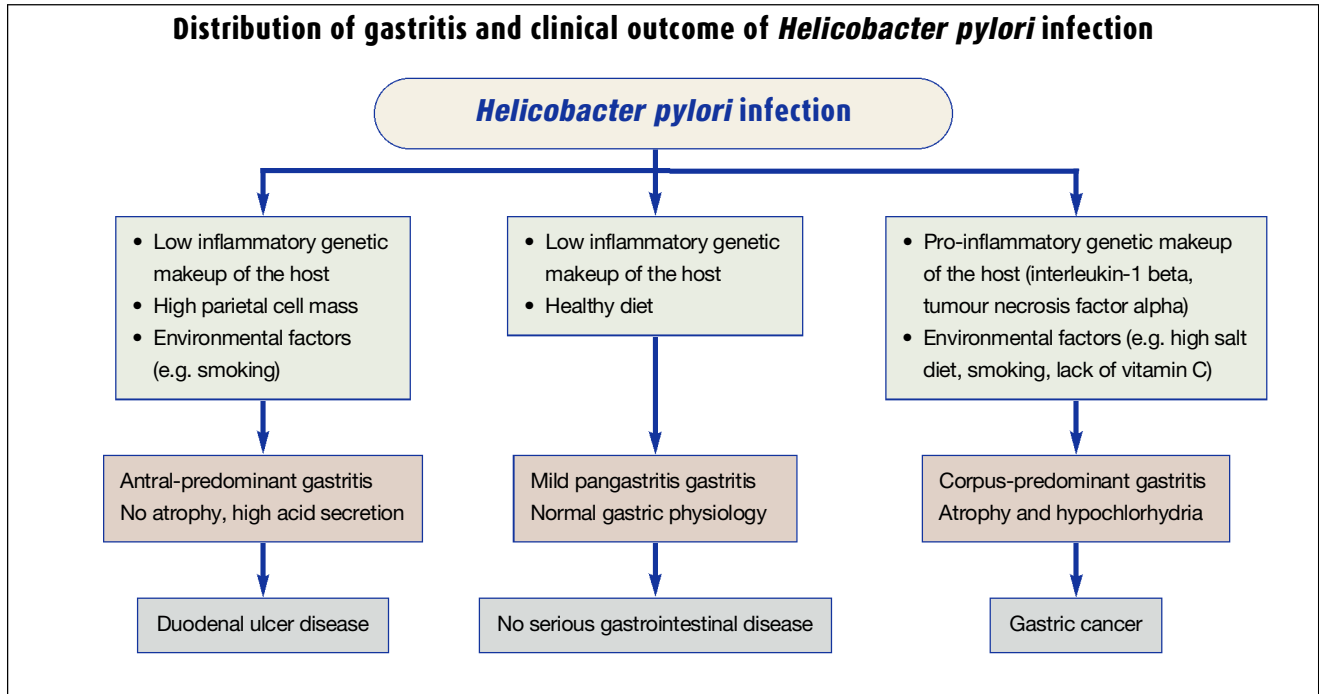 Distribution of gastritis and clinical outcome of Helicobacter pylori infection
Helicobacter pylori infection
• Low inflammatory genetic
makeup of the host
• High parietal cell mass
• Environmental factors
(e.g. smoking)
• Low inflammatory genetic
makeup of the host
• Healthy diet
• Pro-inflammatory genetic makeup
of the host (interleukin-1 beta,
tumour necrosis factor alpha)
• Environmental factors (e.g. high salt
diet, smoking, lack of vitamin C)
Antral-predominant gastritis
No atrophy, high acid secretion
Mild pangastritis gastritis
Normal gastric physiology
Corpus-predominant gastritis
Atrophy and hypochlorhydria
Duodenal ulcer disease
No serious gastrointestinal disease
Gastric cancer